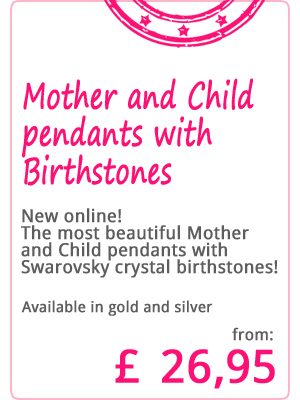 Mother and Child
pendants with
Birthstones
New online!
The most beautiful Mother
and Child pendants with
Swarovsky crystal birthstones!
Available in gold and silver
from:
£ 26,95